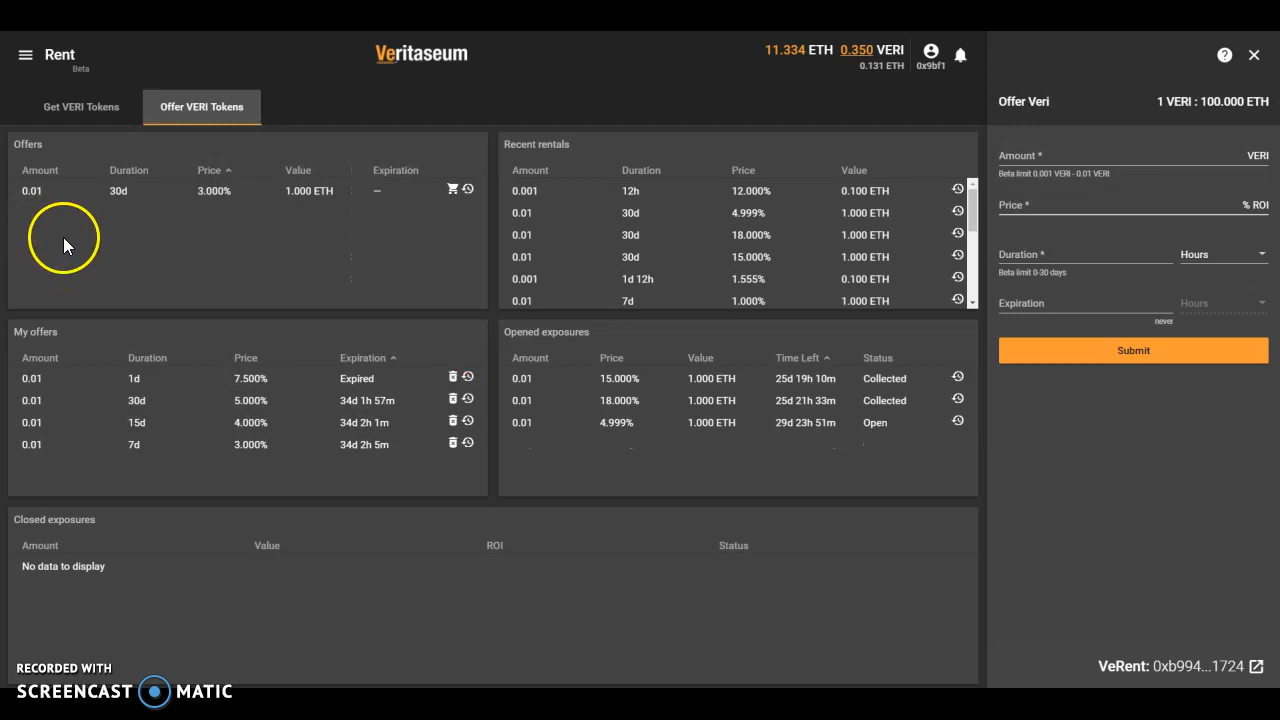 Rent
Beta
Veritaseum
11.334 ETH 0.350 VERI
0.131 ETH
0x9bf1
Get VERI Tokens
Offer VERI Tokens
Offers
Amount Duration Price Value Expiration
0.01 30d 3.000% 1.000 ETH –
Recent rentals
Amount Duration Price Value
0.001 12h 12.000% 0.100 ETH
0.01 30d 4.999% 1.000 ETH
0.01 30d 18.000% 1.000 ETH
0.01 30d 15.000% 1.000 ETH
0.001 1d 12h 1.555% 0.100 ETH
0.01 7d 1.000% 1.000 ETH
My offers
Amount Duration Price Expiration
0.01 1d 7.500% Expired
0.01 30d 5.000% 34d 1h 57m
0.01 15d 4.000% 34d 2h 1m
0.01 7d 3.000% 34d 2h 5m
Opened exposures
Amount Price Value Time Left Status
0.01 15.000% 1.000 ETH 25d 19h 10m Collected
0.01 18.000% 1.000 ETH 25d 21h 33m Collected
0.01 4.999% 1.000 ETH 29d 23h 51m Open
Closed exposures
Amount Value ROI Status
No data to display
?
Offer Veri 1 VERI : 100.000 ETH
Amount * VERI
Beta limit 0.001 VERI - 0.01 VERI
Price * % ROI
Duration * Hours
Beta limit 0-30 days
Expiration Hours
never
Submit
VeRent: 0xb994...1724
RECORDED WITH
SCREENCAST MATIC